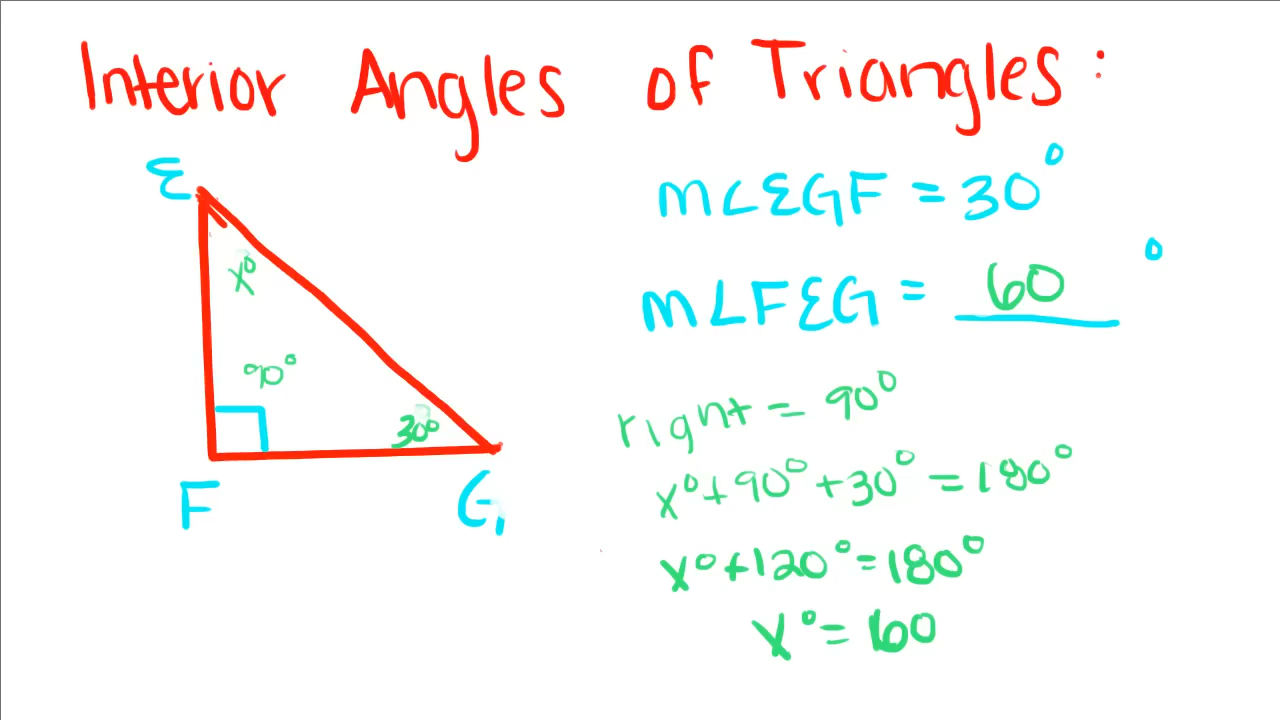 Interior Angles of Triangles:
E
m∠EGF = 30°
x°
m∠FEG = 60°
90°
30°
right = 90°
F
G
x°+90°+30°=180°
x°+120°=180°
x°=60